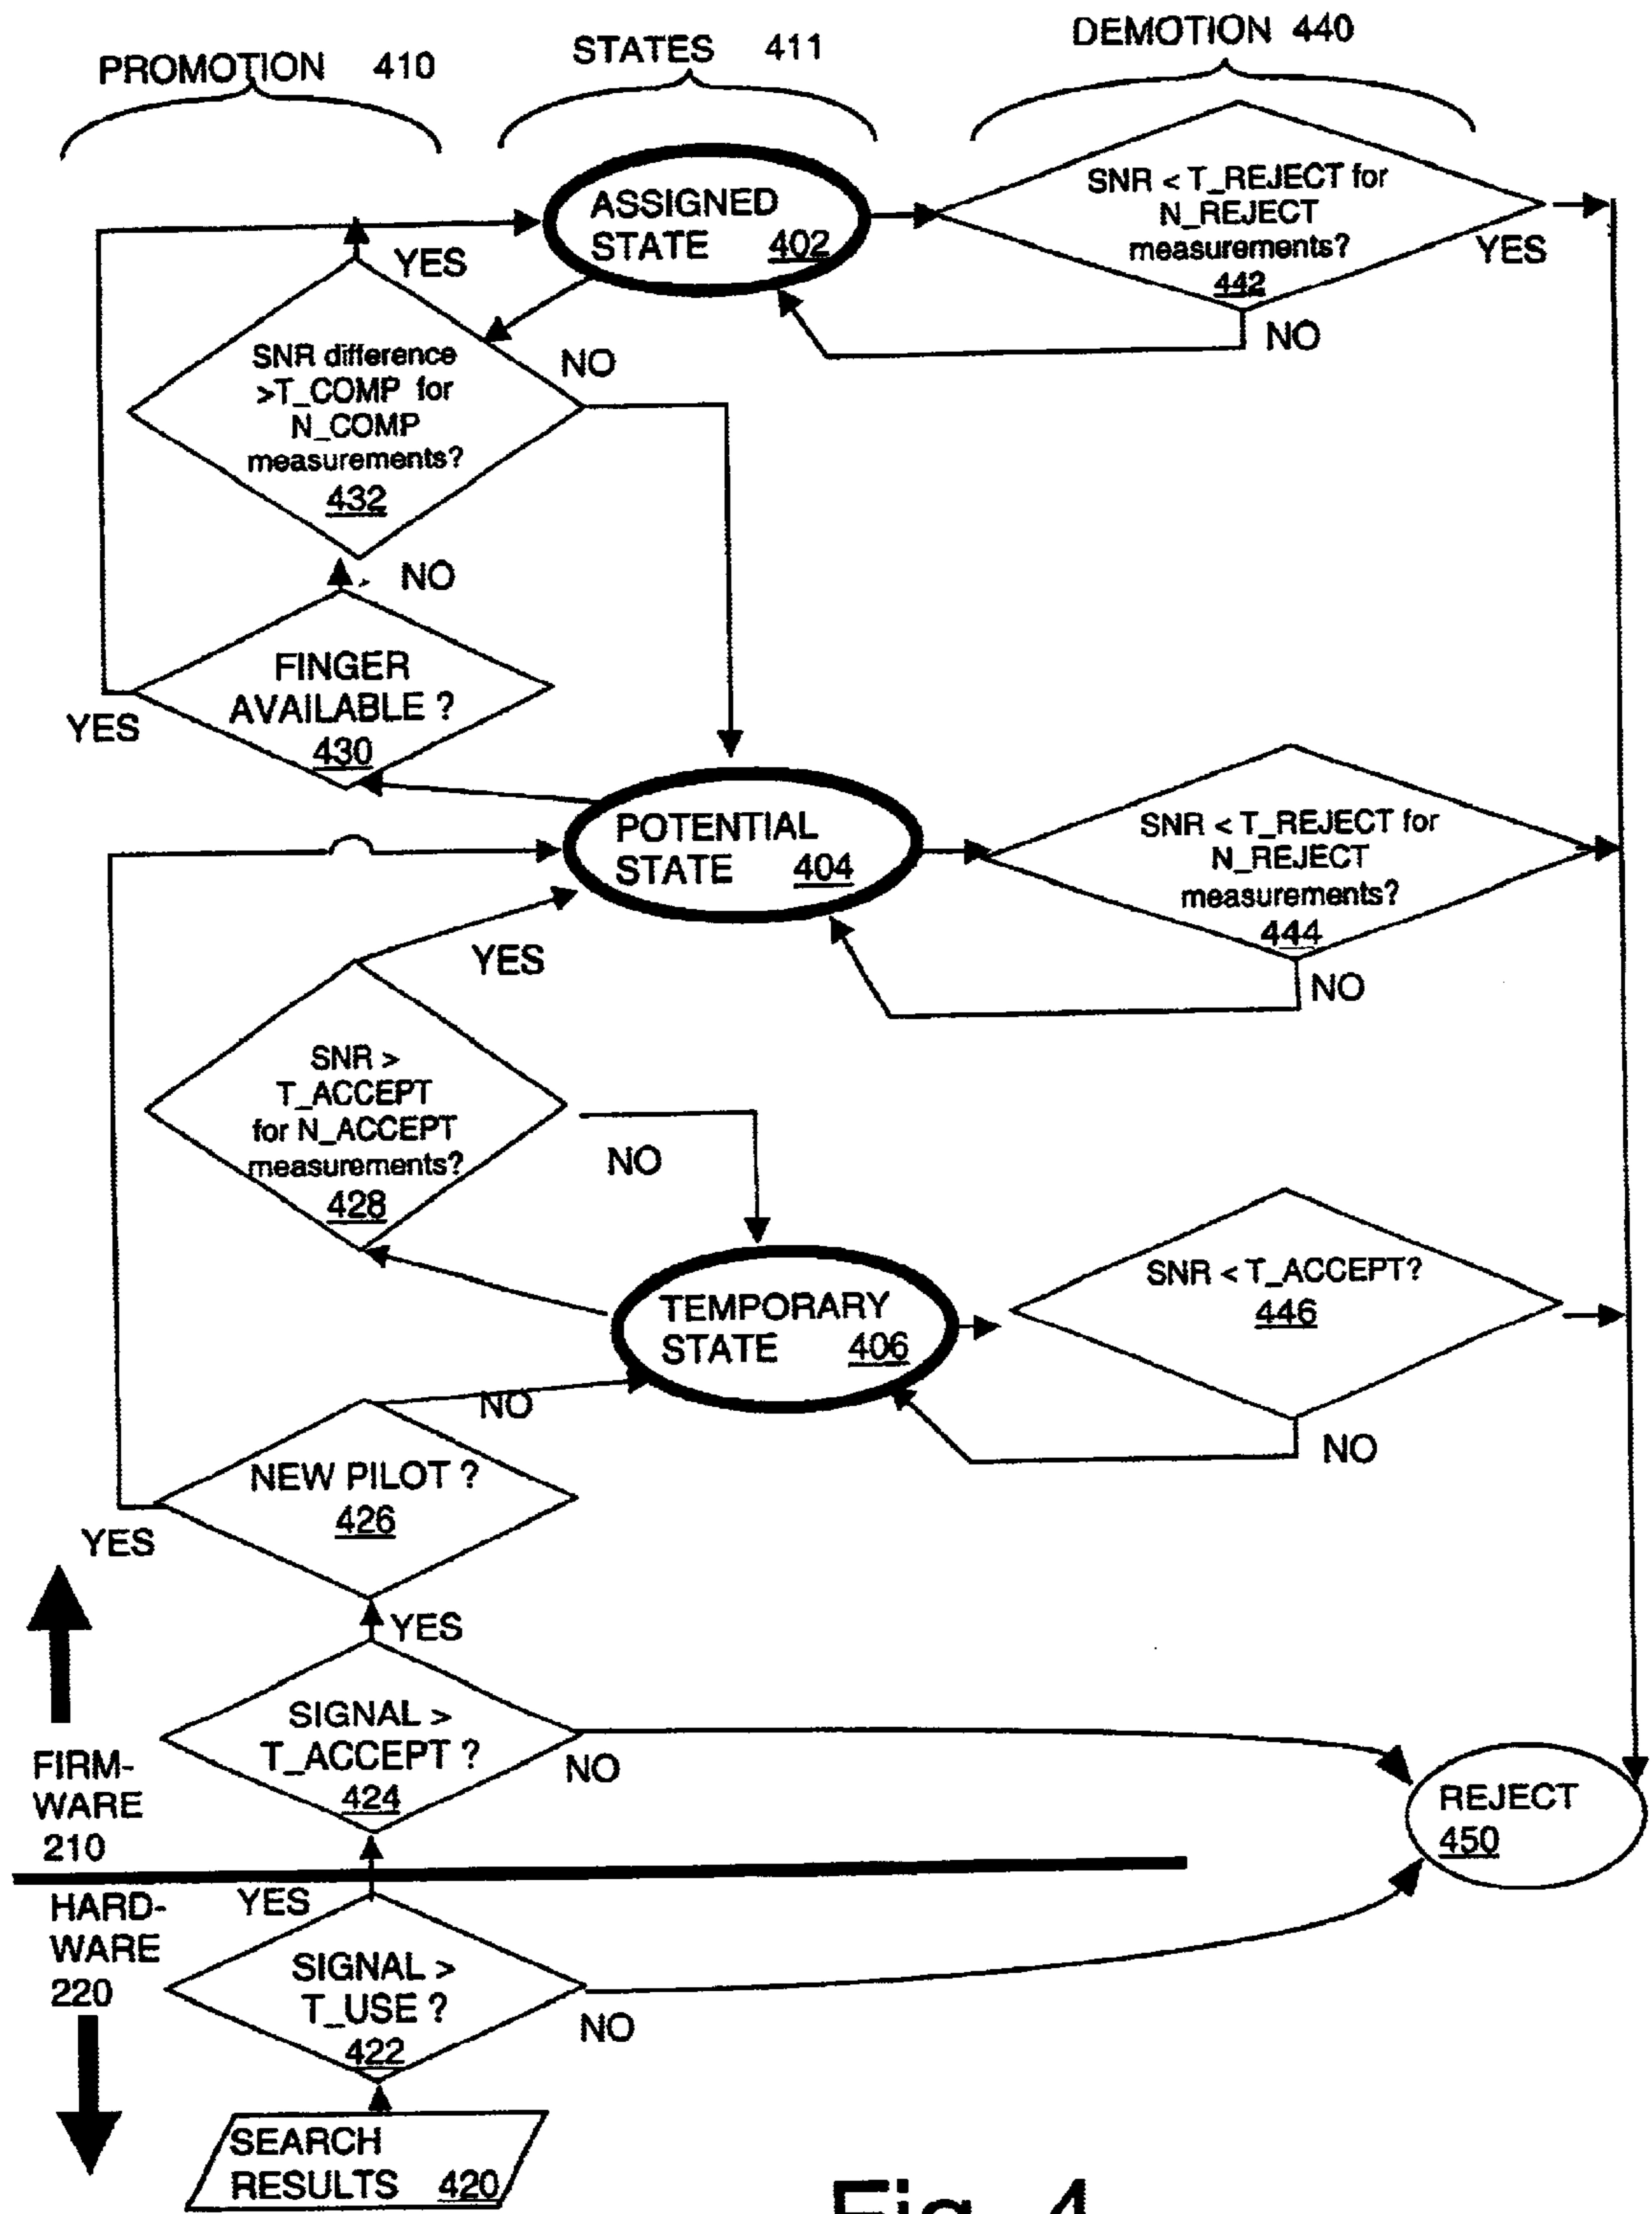 PROMOTION 410
STATES 411
DEMOTION 440
ASSIGNED
STATE 402
SNR < T_REJECT for
N_REJECT
measurements?
442
YES
NO
YES
SNR difference
>T_COMP for
N_COMP
measurements?
432
NO
NO
FINGER
AVAILABLE ?
430
YES
POTENTIAL
STATE 404
SNR < T_REJECT for
N_REJECT
measurements?
444
NO
YES
SNR >
T_ACCEPT
for N_ACCEPT
measurements?
428
NO
TEMPORARY
STATE 406
SNR < T_ACCEPT?
446
NO
NO
NEW PILOT ?
426
YES
YES
SIGNAL >
T_ACCEPT ?
424
NO
FIRM-
WARE
210
REJECT
450
HARD-
WARE
220
YES
SIGNAL >
T_USE ?
422
NO
SEARCH
RESULTS 420
Fig. 4